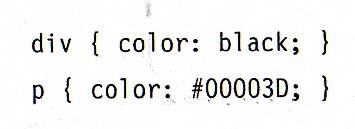 div { color: black; }
p { color: #00003D; }